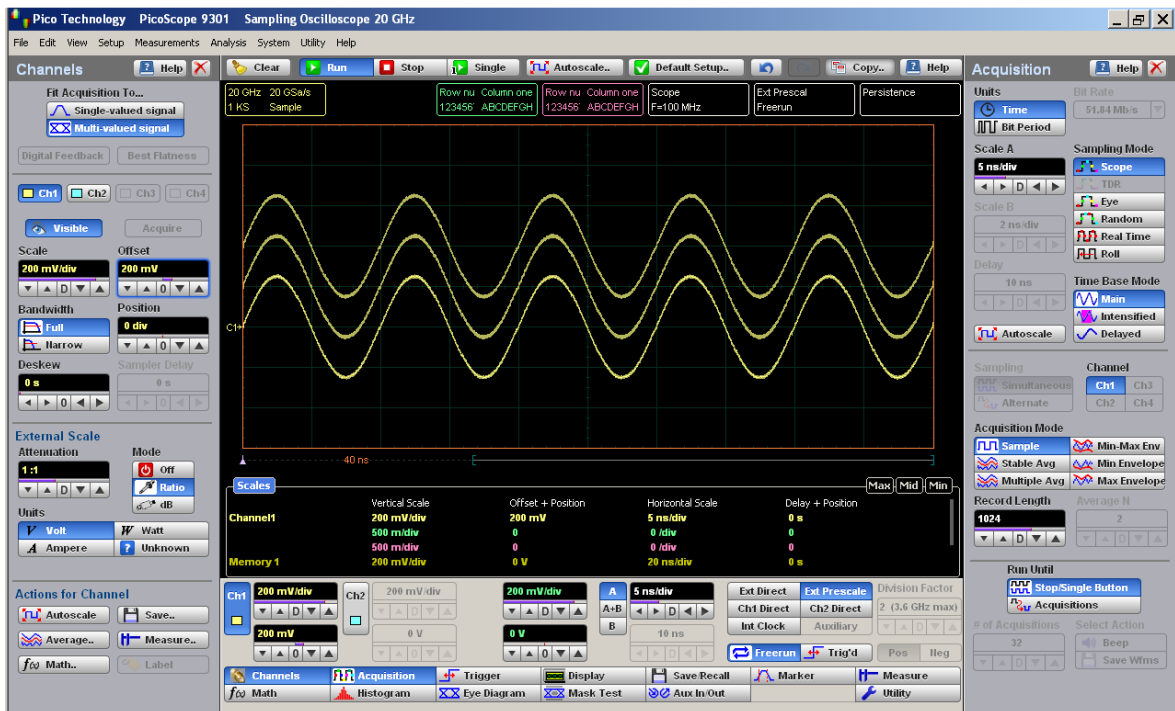 Pico Technology PicoScope 9301 Sampling Oscilloscope 20 GHz
File Edit View Setup Measurements Analysis System Utility Help
Channels
Help
Fit Acquisition To...
Single-valued signal
Multi-valued signal
Digital Feedback Best Flatness
Ch1 Ch2 Ch3 Ch4
Visible Acquire
Scale Offset
200 mV/div 200 mV
D 0
Bandwidth Position
Full 0 div
Narrow 0
Deskew Sampler Delay
0 s 0 s
0 0
External Scale
Attenuation Mode
1 :1 Off
D Ratio
dB
Units
V Volt W Watt
A Ampere ? Unknown
Actions for Channel
Autoscale Save..
Average.. Measure..
f(x) Math.. Label
Clear Run Stop Single Autoscale.. Default Setup.. Copy.. Help
20 GHz 20 GSa/s
1 KS Sample
Row nu Column one
123456 ABCDEFGH
Row nu Column one
123456 ABCDEFGH
Scope
F=100 MHz
Ext Prescal
Freerun
Persistence
C1
40 ns
Scales Max Mid Min
Vertical Scale Offset + Position Horizontal Scale Delay + Position
Channel1 200 mV/div 200 mV 5 ns/div 0 s
500 m/div 0 0 /div 0
500 m/div 0 0 /div 0
Memory 1 200 mV/div 0 V 20 ns/div 0 s
Ch1 200 mV/div Ch2 200 mV/div 200 mV/div A 5 ns/div Ext Direct Ext Prescale Division Factor
D D D A+B D Ch1 Direct Ch2 Direct 2 (3.6 GHz max)
200 mV 0 V 0 V B 10 ns Int Clock Auxiliary D
0 0 0 D Freerun Trig'd Pos Neg
Channels Acquisition Trigger Display Save/Recall Marker Measure
f(x) Math Histogram Eye Diagram Mask Test Aux In/Out Utility
Acquisition
Help
Units Bit Rate
Time 51.84 Mb/s
Bit Period
Scale A Sampling Mode
5 ns/div Scope
D TDR
Scale B Eye
2 ns/div Random
D Real Time
Delay Roll
10 ns Time Base Mode
D Main
Intensified
Autoscale Delayed
Sampling Channel
Simultaneous Ch1 Ch3
Alternate Ch2 Ch4
Acquisition Mode
Sample Min-Max Env
Stable Avg Min Envelope
Multiple Avg Max Envelope
Record Length Average N
1024 2
D D
Run Until
Stop/Single Button
Acquisitions
# of Acquisitions Select Action
32 Beep
D Save Wfms